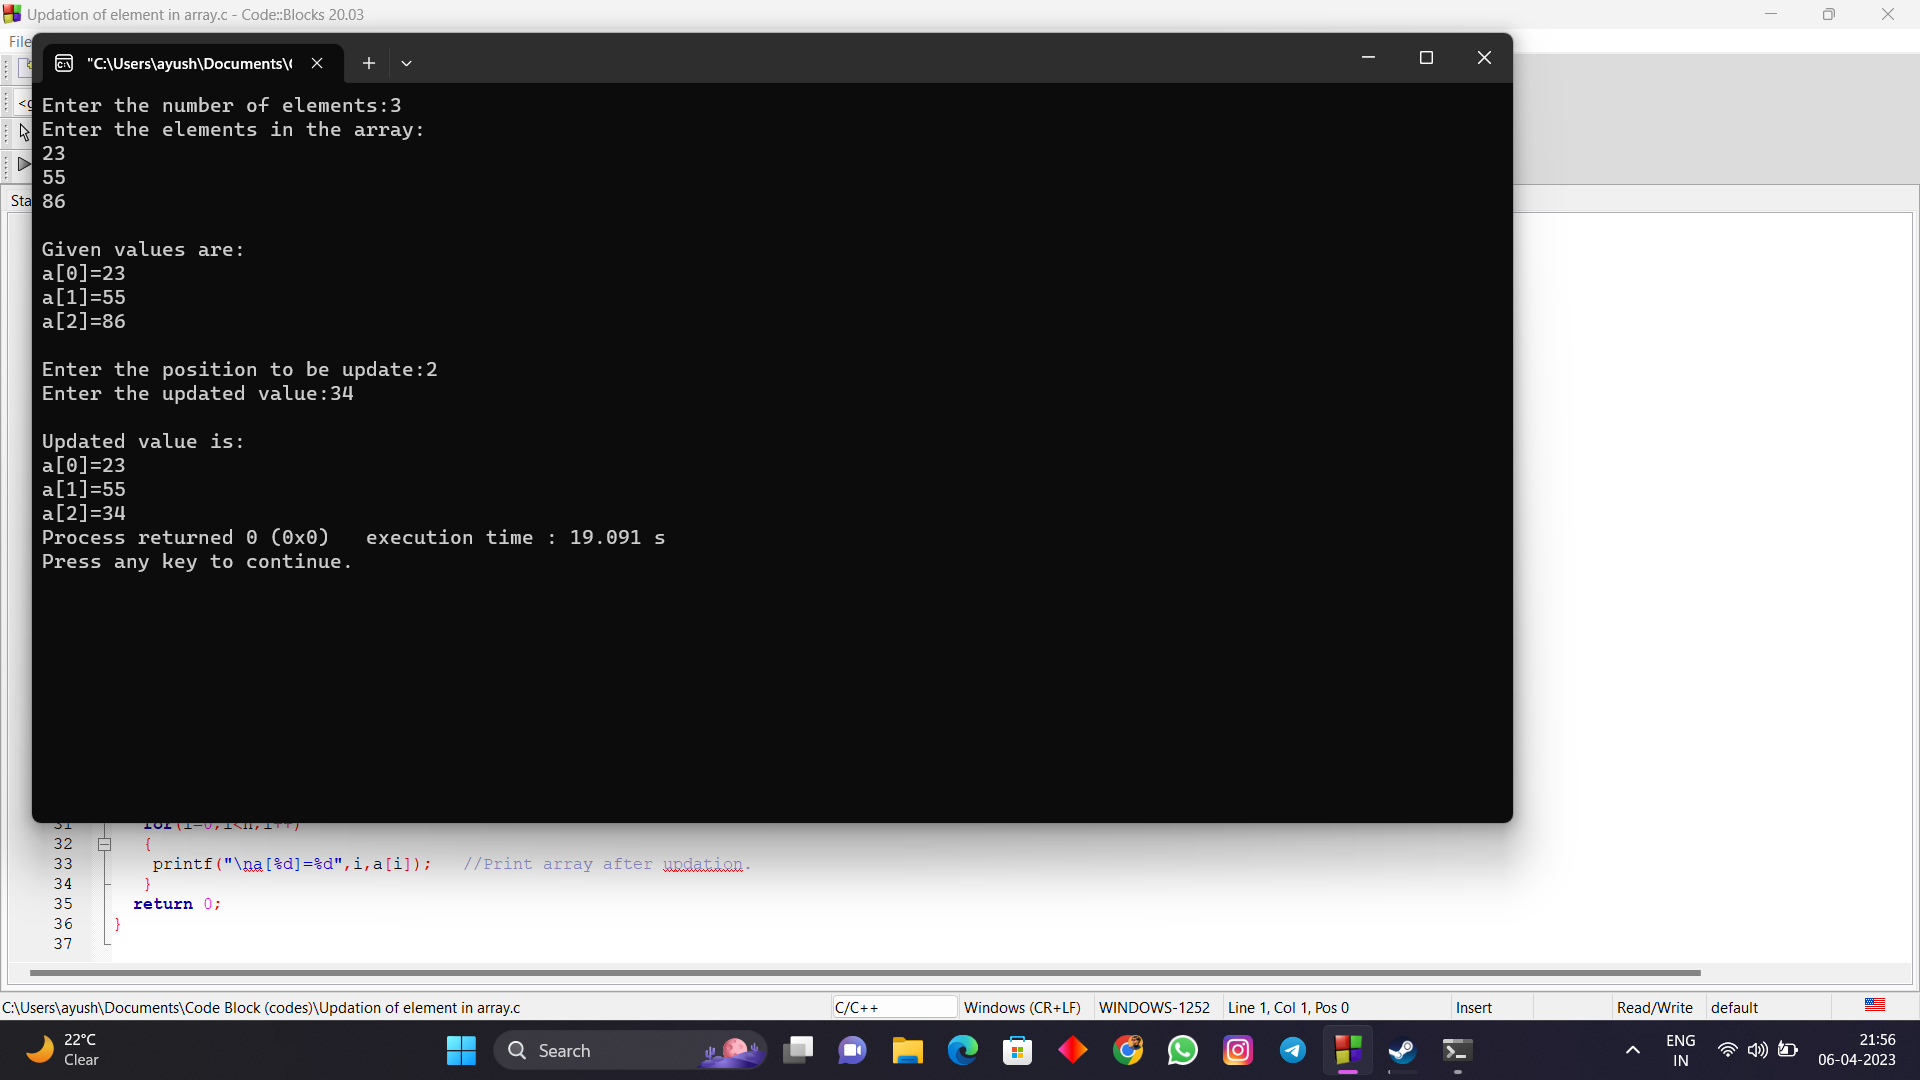 Updation of element in array.c - Code::Blocks 20.03
File
"C:\Users\ayush\Documents\
Enter the number of elements:3
Enter the elements in the array:
23
55
86
Given values are:
a[0]=23
a[1]=55
a[2]=86
Enter the position to be update:2
Enter the updated value:34
Updated value is:
a[0]=23
a[1]=55
a[2]=34
Process returned 0 (0x0)   execution time : 19.091 s
Press any key to continue.
Sta
31 for(i=0;i<n;i++)
32 {
33 printf("\na[%d]=%d",i,a[i]);   //Print array after updation.
34 }
35 return 0;
36 }
37
C:\Users\ayush\Documents\Code Block (codes)\Updation of element in array.c C/C++ Windows (CR+LF) WINDOWS-1252 Line 1, Col 1, Pos 0 Insert Read/Write default
22°C
Clear
Search
ENG
IN
21:56
06-04-2023